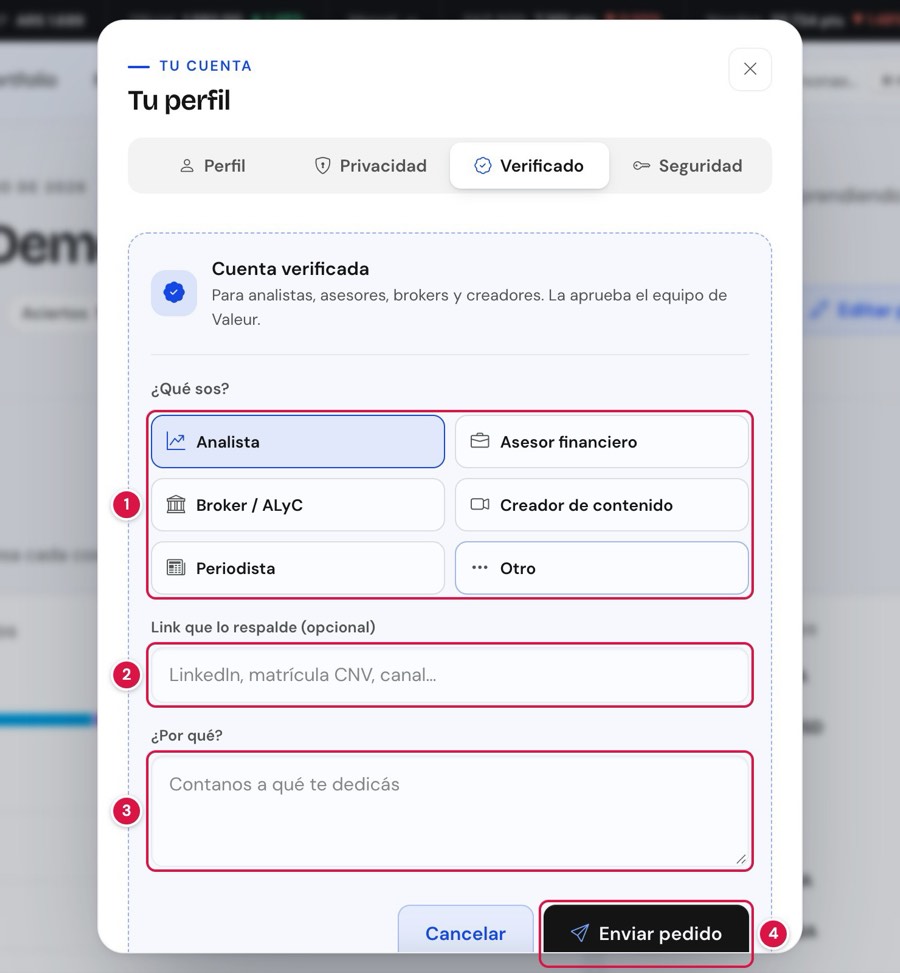 TU CUENTA
Tu perfil
Perfil
Privacidad
Verificado
Seguridad
Cuenta verificada
Para analistas, asesores, brokers y creadores. La aprueba el equipo de
Valeur.
¿Qué sos?
Analista
Asesor financiero
1
Broker / ALyC
Creador de contenido
Periodista
Otro
Link que lo respalde (opcional)
2
LinkedIn, matrícula CNV, canal...
¿Por qué?
Contanos a qué te dedicás
3
Cancelar
Enviar pedido
4